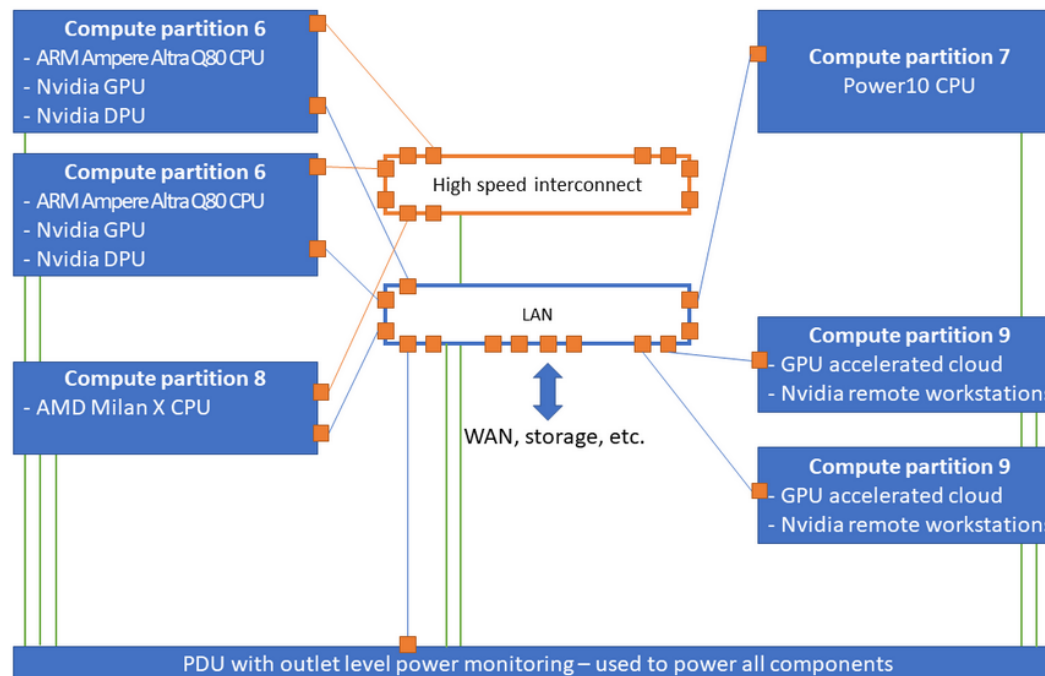 Compute partition 6
- ARM Ampere Altra Q80 CPU
- Nvidia GPU
- Nvidia DPU
Compute partition 7
Power10 CPU
Compute partition 6
- ARM Ampere Altra Q80 CPU
- Nvidia GPU
- Nvidia DPU
High speed interconnect
LAN
Compute partition 8
- AMD Milan X CPU
WAN, storage, etc.
Compute partition 9
- GPU accelerated cloud
- Nvidia remote workstations
Compute partition 9
- GPU accelerated cloud
- Nvidia remote workstations
PDU with outlet level power monitoring – used to power all components